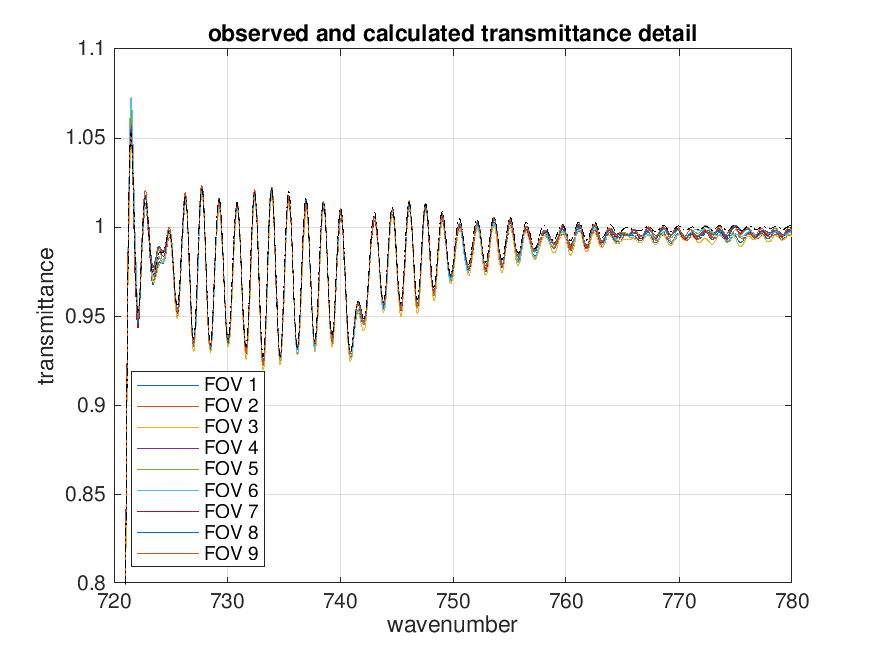 observed and calculated transmittance detail
1.1
1.05
1
0.95
0.9
0.85
0.8
transmittance
FOV 1
FOV 2
FOV 3
FOV 4
FOV 5
FOV 6
FOV 7
FOV 8
FOV 9
720 730 740 750 760 770 780
wavenumber